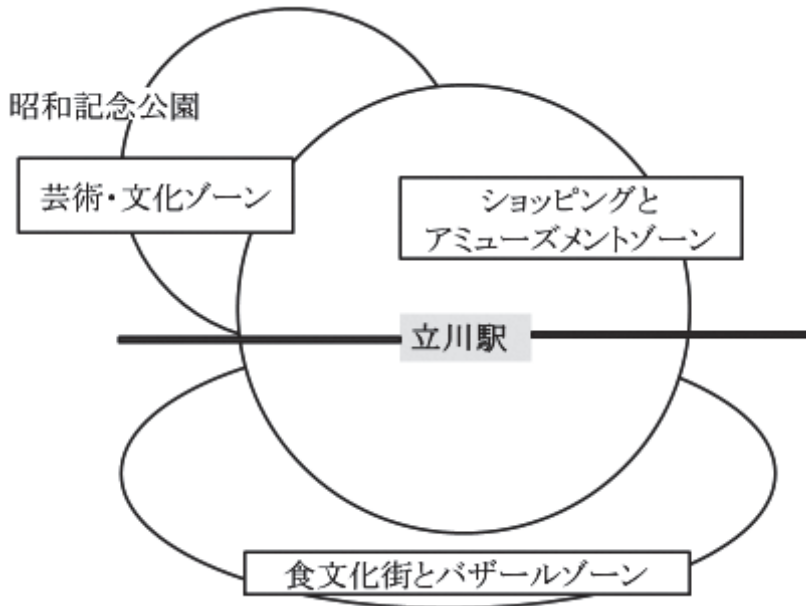 昭和記念公園
芸術・文化ゾーン
ショッピングと
アミューズメントゾーン
立川駅
食文化街とバザールゾーン